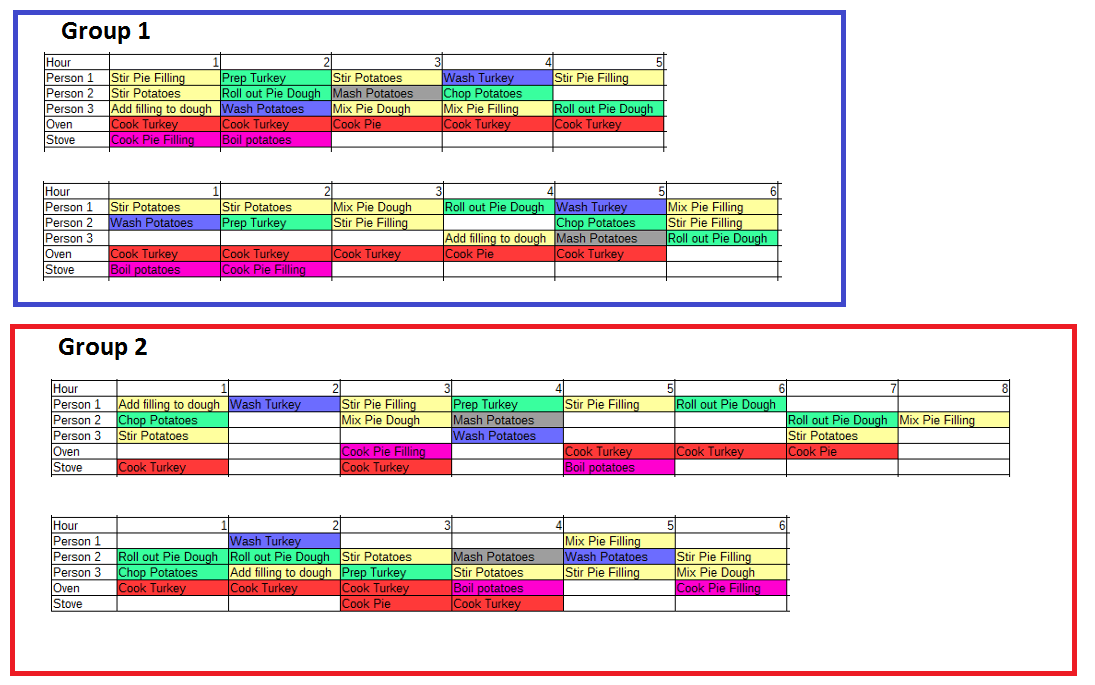 Group 1
Hour 1 2 3 4 5
Person 1 Stir Pie Filling Prep Turkey Stir Potatoes Wash Turkey Stir Pie Filling
Person 2 Stir Potatoes Roll out Pie Dough Mash Potatoes Chop Potatoes
Person 3 Add filling to dough Wash Potatoes Mix Pie Dough Mix Pie Filling Roll out Pie Dough
Oven Cook Turkey Cook Turkey Cook Pie Cook Turkey Cook Turkey
Stove Cook Pie Filling Boil potatoes
Hour 1 2 3 4 5 6
Person 1 Stir Potatoes Stir Potatoes Mix Pie Dough Roll out Pie Dough Wash Turkey Mix Pie Filling
Person 2 Wash Potatoes Prep Turkey Stir Pie Filling Chop Potatoes Stir Pie Filling
Person 3 Add filling to dough Mash Potatoes Roll out Pie Dough
Oven Cook Turkey Cook Turkey Cook Turkey Cook Pie Cook Turkey
Stove Boil potatoes Cook Pie Filling
Group 2
Hour 1 2 3 4 5 6 7 8
Person 1 Add filling to dough Wash Turkey Stir Pie Filling Prep Turkey Stir Pie Filling Roll out Pie Dough
Person 2 Chop Potatoes Mix Pie Dough Mash Potatoes Roll out Pie Dough Mix Pie Filling
Person 3 Stir Potatoes Wash Potatoes Stir Potatoes
Oven Cook Pie Filling Cook Turkey Cook Turkey Cook Pie
Stove Cook Turkey Cook Turkey Boil potatoes
Hour 1 2 3 4 5 6
Person 1 Wash Turkey Mix Pie Filling
Person 2 Roll out Pie Dough Roll out Pie Dough Stir Potatoes Mash Potatoes Wash Potatoes Stir Pie Filling
Person 3 Chop Potatoes Add filling to dough Prep Turkey Stir Potatoes Stir Pie Filling Mix Pie Dough
Oven Cook Turkey Cook Turkey Cook Turkey Boil potatoes Cook Pie Filling
Stove Cook Pie Cook Turkey